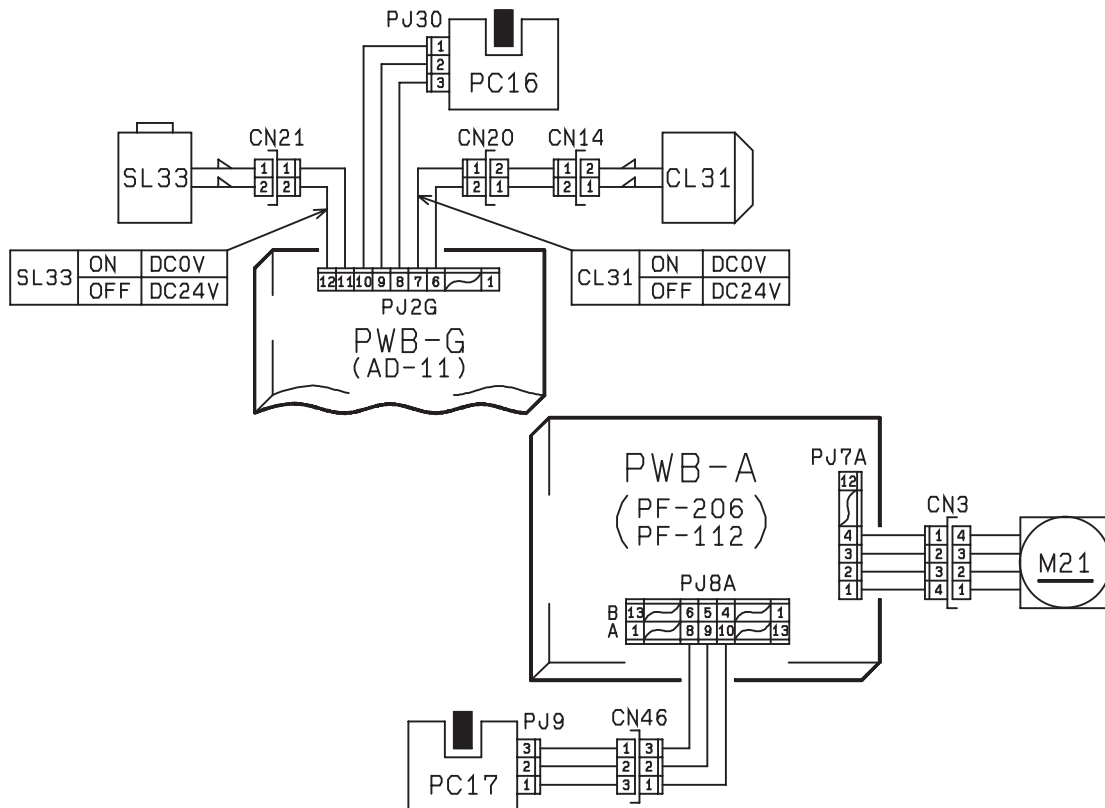 PJ30
1
2
3
PC16
CN21
CN20
CN14
SL33
1 1
2 2
1 2
2 1
1 2
2 1
CL31
SL33 ON DC0V
OFF DC24V
CL31 ON DC0V
OFF DC24V
12 11 10 9 8 7 6 1
PJ2G
PWB-G
(AD-11)
PWB-A
(PF-206
PF-112)
PJ7A
12
4
3
2
1
CN3
1 4
2 3
3 2
4 1
M21
PJ8A
B 13 6 5 4 1
A 1 8 9 10 13
PJ9
CN46
3
2
1
1 3
2 2
3 1
PC17